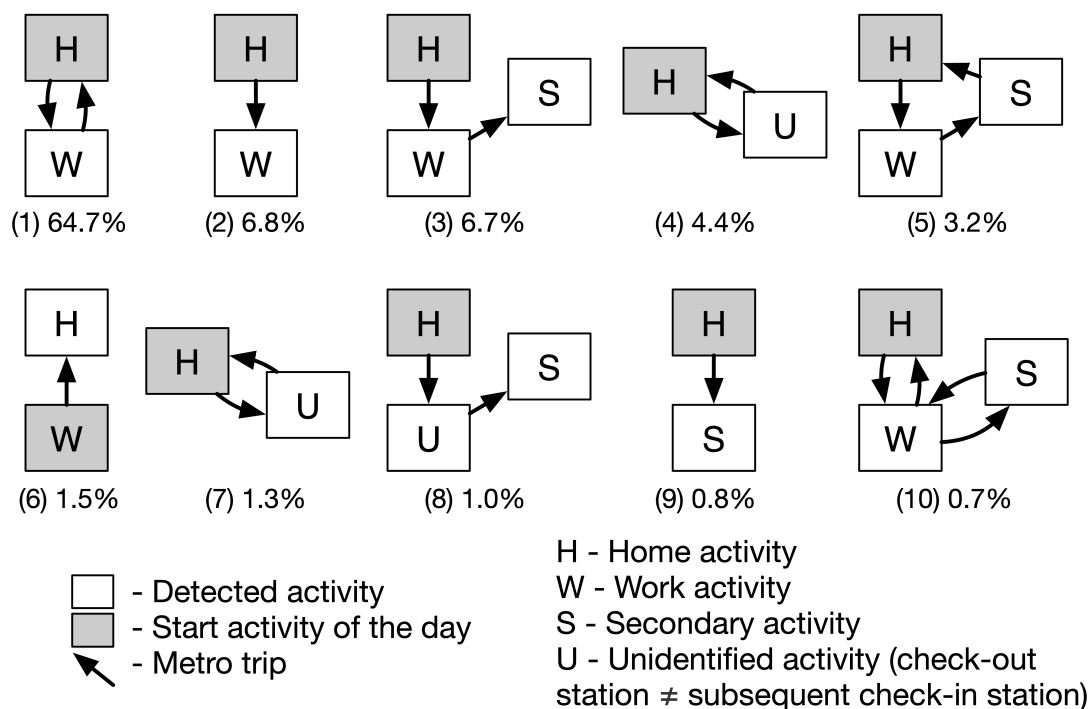 H
H
H
S
H
U
H
S
W
W
W
W
(1) 64.7%
(2) 6.8%
(3) 6.7%
(4) 4.4%
(5) 3.2%
H
H
U
H
S
H
H
S
W
U
S
W
(6) 1.5%
(7) 1.3%
(8) 1.0%
(9) 0.8%
(10) 0.7%
- Detected activity
- Start activity of the day
- Metro trip
H - Home activity
W - Work activity
S - Secondary activity
U - Unidentified activity (check-out
station ≠ subsequent check-in station)